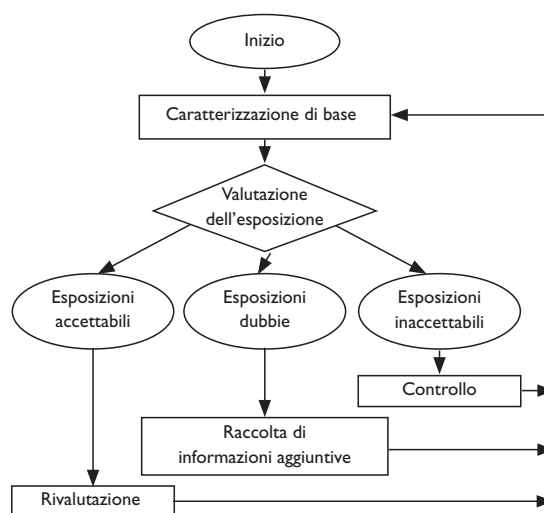 Inizio
Caratterizzazione di base
Valutazione
dell'esposizione
Esposizioni
accettabili
Esposizioni
dubbie
Esposizioni
inaccettabili
Controllo
Raccolta di
informazioni aggiuntive
Rivalutazione